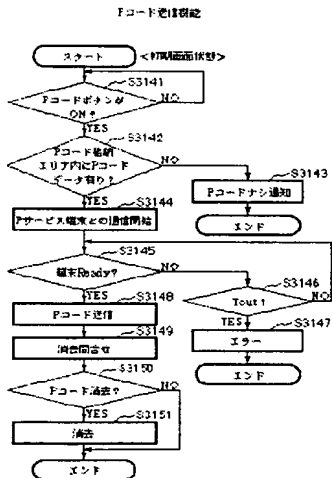 Pコード送信機能
スタート <初期画面状態>
S3141
Pコードボタンが
ON?
NO
YES
S3142
Pコード格納
エリア内にPコード
データ有り?
NO
S3143
Pコードナシ通知
エンド
YES
S3144
Pサービス端末との通信開始
S3145
端末Ready?
NO
S3146
Tout?
NO
YES
S3147
エラー
エンド
YES
S3148
Pコード送信
S3149
消去問合せ
S3150
Pコード消去?
NO
YES
S3151
消去
エンド